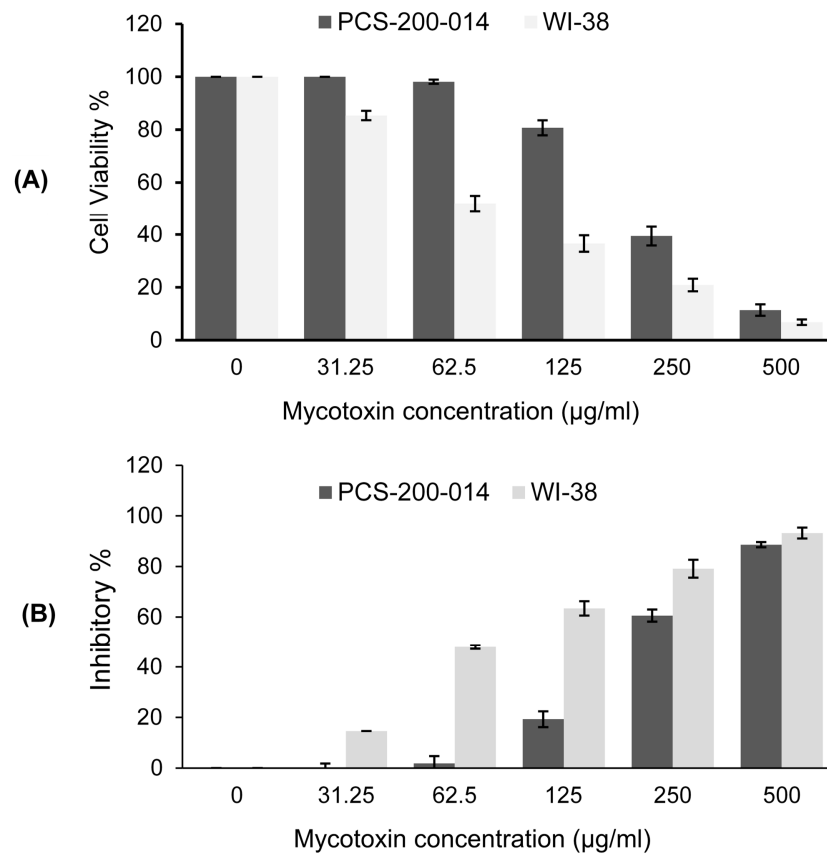 (A)
PCS-200-014 WI-38
Cell Viability %
120
100
80
60
40
20
0
0 31.25 62.5 125 250 500
Mycotoxin concentration (µg/ml)
(B)
PCS-200-014 WI-38
Inhibitory %
120
100
80
60
40
20
0
0 31.25 62.5 125 250 500
Mycotoxin concentration (µg/ml)